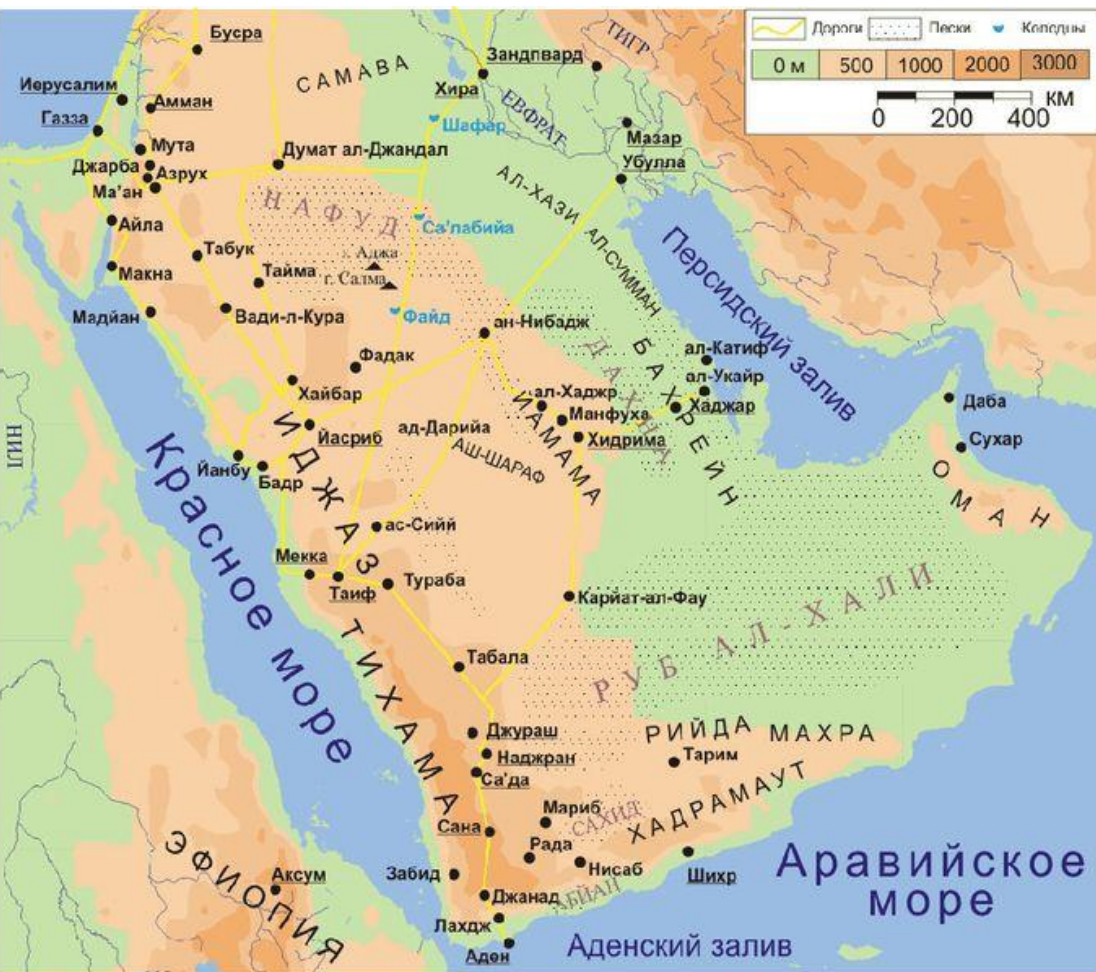 Дороги
Пески
Колодцы
0 м
500
1000
2000
3000
КМ
0
200
400
Бусра
Зандпвард
ТИГР
САМАВА
Иерусалим
Хира
Амман
ЕВФРАТ
Газза
Шафар
Мазар
Мута
Думат ал-Джандал
Убулла
Джарба
Азрух
Ма'ан
АЛ-ХАЗИ
НАФУД
Айла
Са'лабийа
АЛ-СУММАН
Персидский залив
Табук
г. Аджа
Макна
Тайма
г. Салма
Мадйан
Вади-л-Кура
Файд
ан-Нибадж
ДАХНА
БАХРЕЙН
ал-Катиф
Фадак
ал-Укайр
Хайбар
ал-Хаджр
Хаджар
Даба
ЙАМАМА
Манфуха
НИЛ
ХИДЖАЗ
Йасриб
ад-Дарийа
Хидрима
Сухар
АШ-ШАРАФ
Йанбу
Бадр
ОМАН
Красное море
ас-Сийй
Мекка
Таиф
Тураба
Карйат-ал-Фау
РУБ АЛ-ХАЛИ
ТИХАМА
Табала
Джураш
РИЙДА
МАХРА
Наджран
Тарим
Са'да
Мариб
САХИД
ХАДРАМАУТ
Сана
Рада
ЭФИОПИЯ
Аксум
Забид
Нисаб
Шихр
Аравийское
море
Джанад
АБЙАН
Лахдж
Аден
Аденский залив